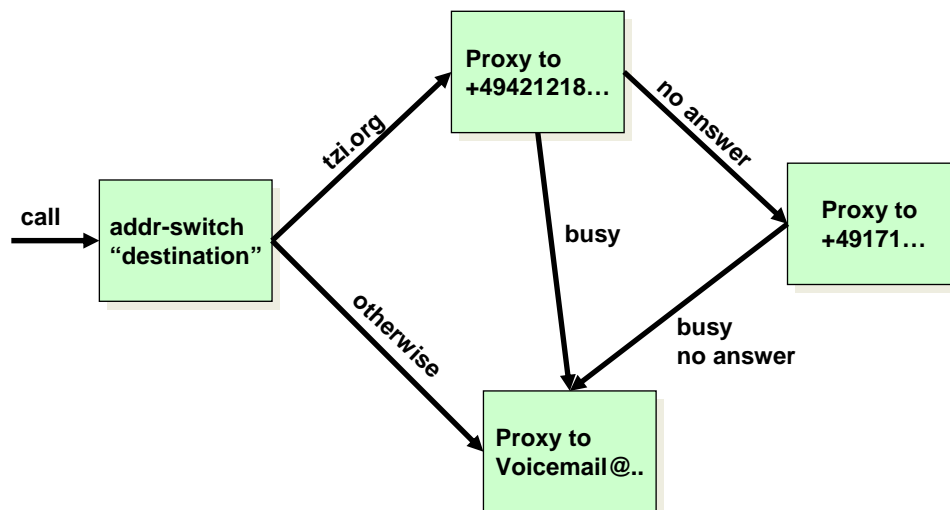 Proxy to
+49421218…
no answer
tzi.org
call
addr-switch
“destination”
Proxy to
+49171…
busy
otherwise
busy
no answer
Proxy to
Voicemail@..